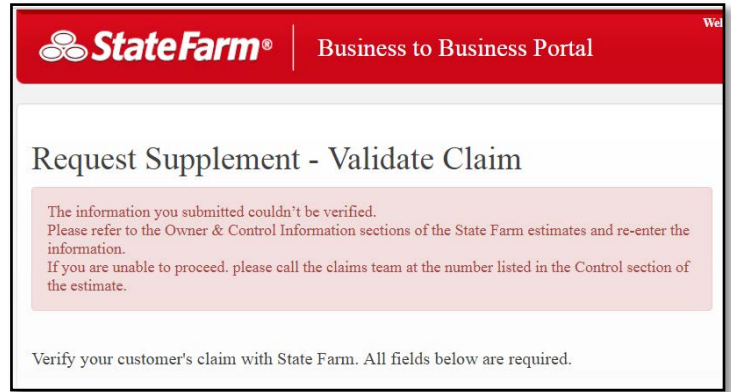 Wel
StateFarm®
Business to Business Portal
Request Supplement - Validate Claim
The information you submitted couldn't be verified.
Please refer to the Owner & Control Information sections of the State Farm estimates and re-enter the
information.
If you are unable to proceed. please call the claims team at the number listed in the Control section of
the estimate.
Verify your customer's claim with State Farm. All fields below are required.